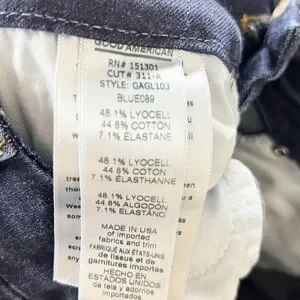 GOOD AMERICAN
RN# 151301
CUT# 311-A
STYLE: GAGL103
BLUE089
48.1% LYOCELL
44.8% COTTON
7.1% ELASTANE
48.1% LYOCELL
44.8% COTON
7.1% ÉLASTHANNE
48.1% LYOCELL
44.8% ALGODÓN
7.1% ELASTANO
MADE IN USA
of imported
fabrics and trim
FABRIQUÉ AUX ÉTATS-UNIS
de tissus et de
garnitures importés
HECHO EN
ESTADOS UNIDOS
de tela y adornos
importados